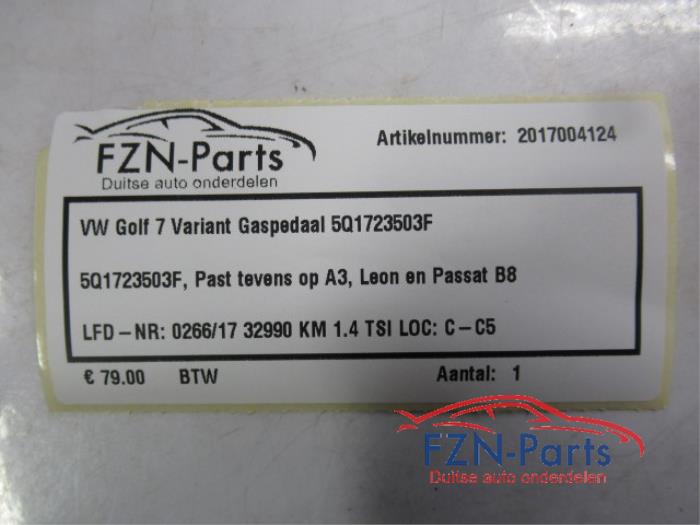 FZN-Parts
Duitse auto onderdelen
Artikelnummer: 2017004124
VW Golf 7 Variant Gaspedaal 5Q1723503F
5Q1723503F, Past tevens op A3, Leon en Passat B8
LFD-NR: 0266/17 32990 KM 1.4 TSI LOC: C-C5
€ 79.00 BTW Aantal: 1
FZN-Parts
Duitse auto onderdelen